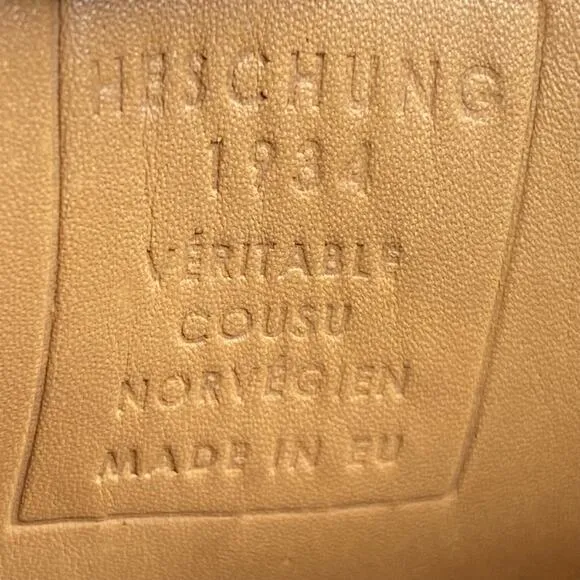 HESCHUNG
1934
VÉRITABLE
COUSU
NORVÉGIEN
MADE IN EU